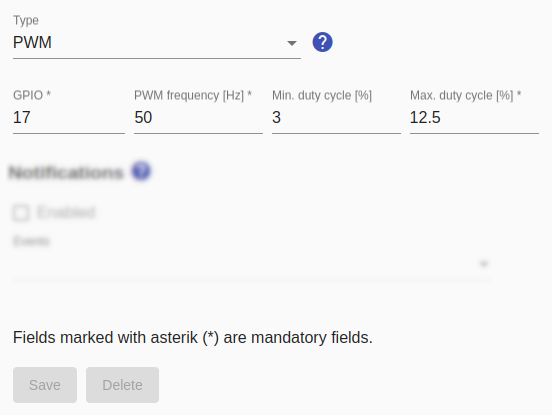 Type
PWM
?
GPIO *
PWM frequency [Hz] *
Min. duty cycle [%]
Max. duty cycle [%] *
17
50
3
12.5
Notifications ?
Enabled
Events
Fields marked with asterik (*) are mandatory fields.
Save
Delete